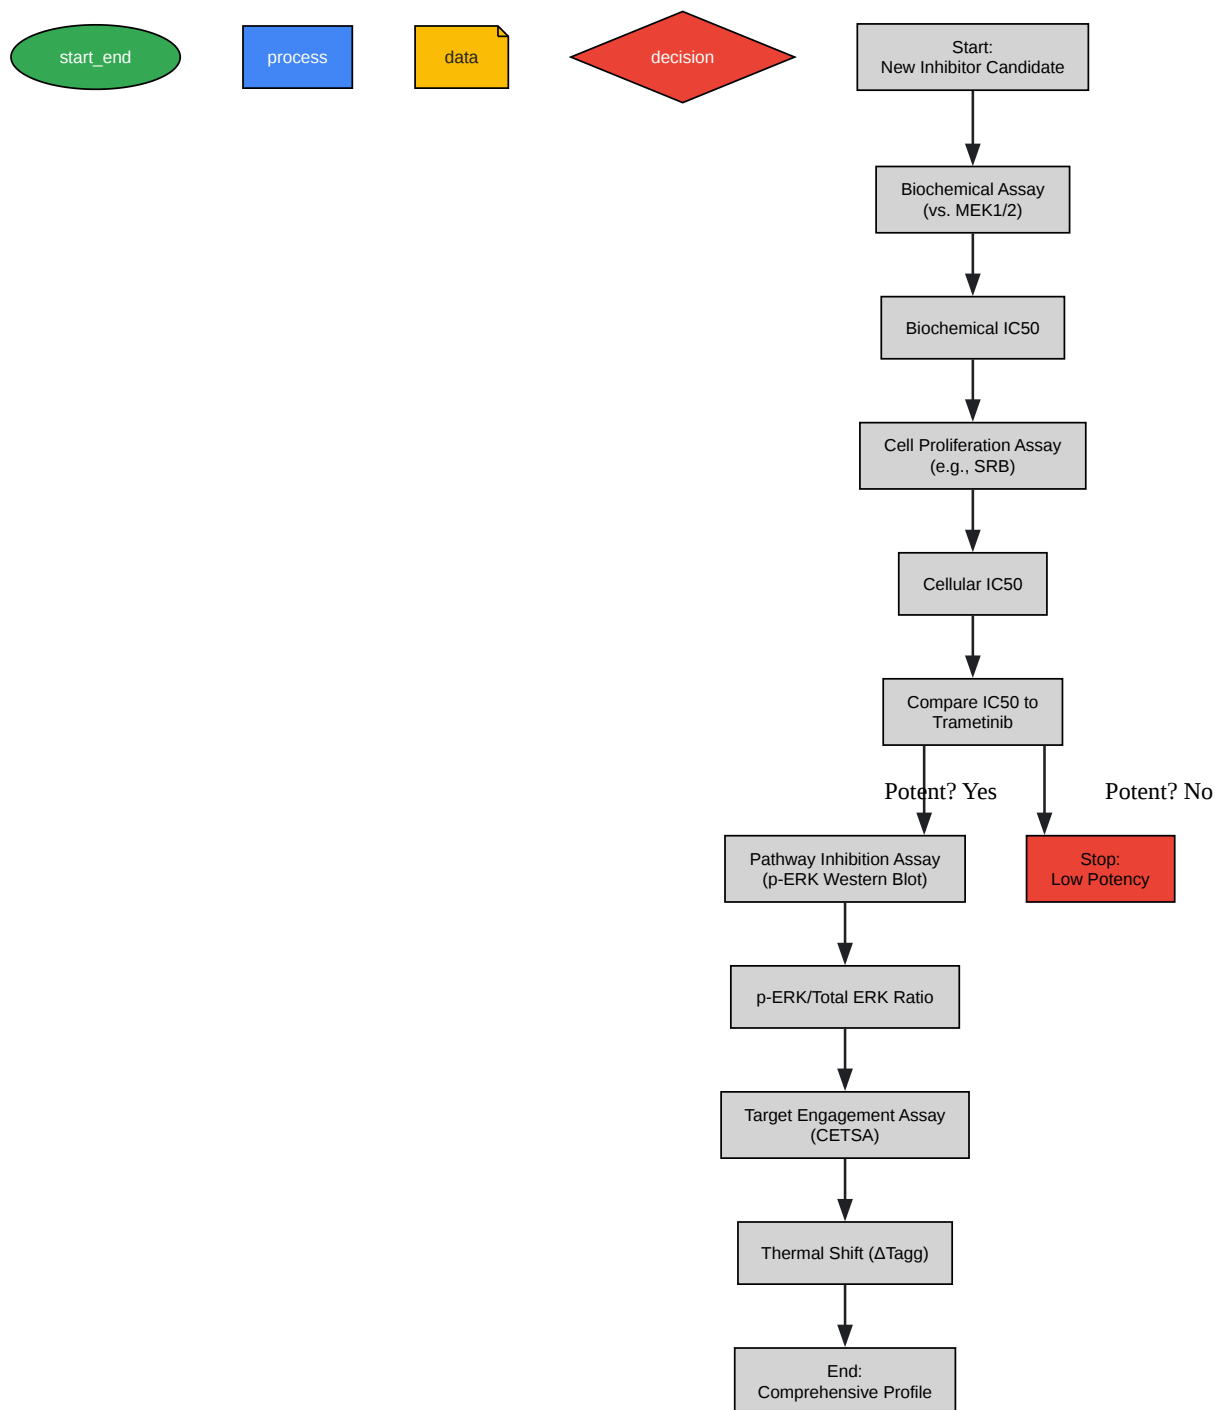 start_end
process
data
decision
Start:
New Inhibitor Candidate
Biochemical Assay
(vs. MEK1/2)
Biochemical IC50
Cell Proliferation Assay
(e.g., SRB)
Cellular IC50
Compare IC50 to
Trametinib
Potent? Yes
Potent? No
Pathway Inhibition Assay
(p-ERK Western Blot)
Stop:
Low Potency
p-ERK/Total ERK Ratio
Target Engagement Assay
(CETSA)
Thermal Shift (ΔTagg)
End:
Comprehensive Profile